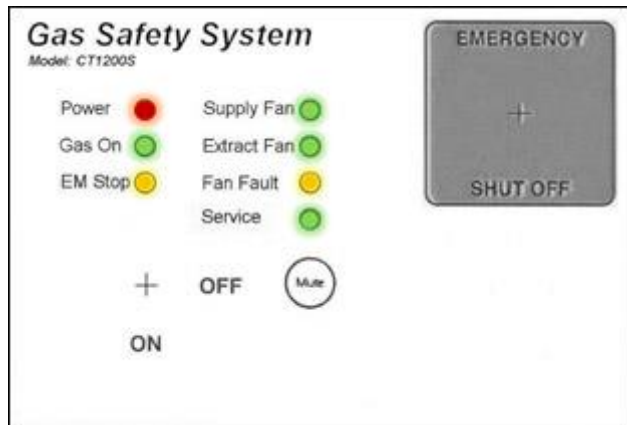 Gas Safety System
Model: CT1200S
Power
Gas On
EM Stop
Supply Fan
Extract Fan
Fan Fault
Service
OFF
Mute
ON
EMERGENCY
SHUT OFF